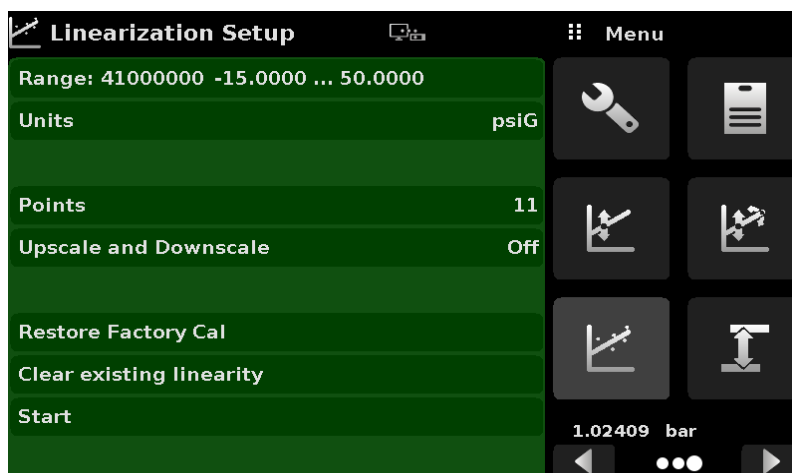 Linearization Setup
Menu
Range: 41000000 -15.0000 ... 50.0000
Units psiG
Points 11
Upscale and Downscale Off
Restore Factory Cal
Clear existing linearity
Start
1.02409 bar